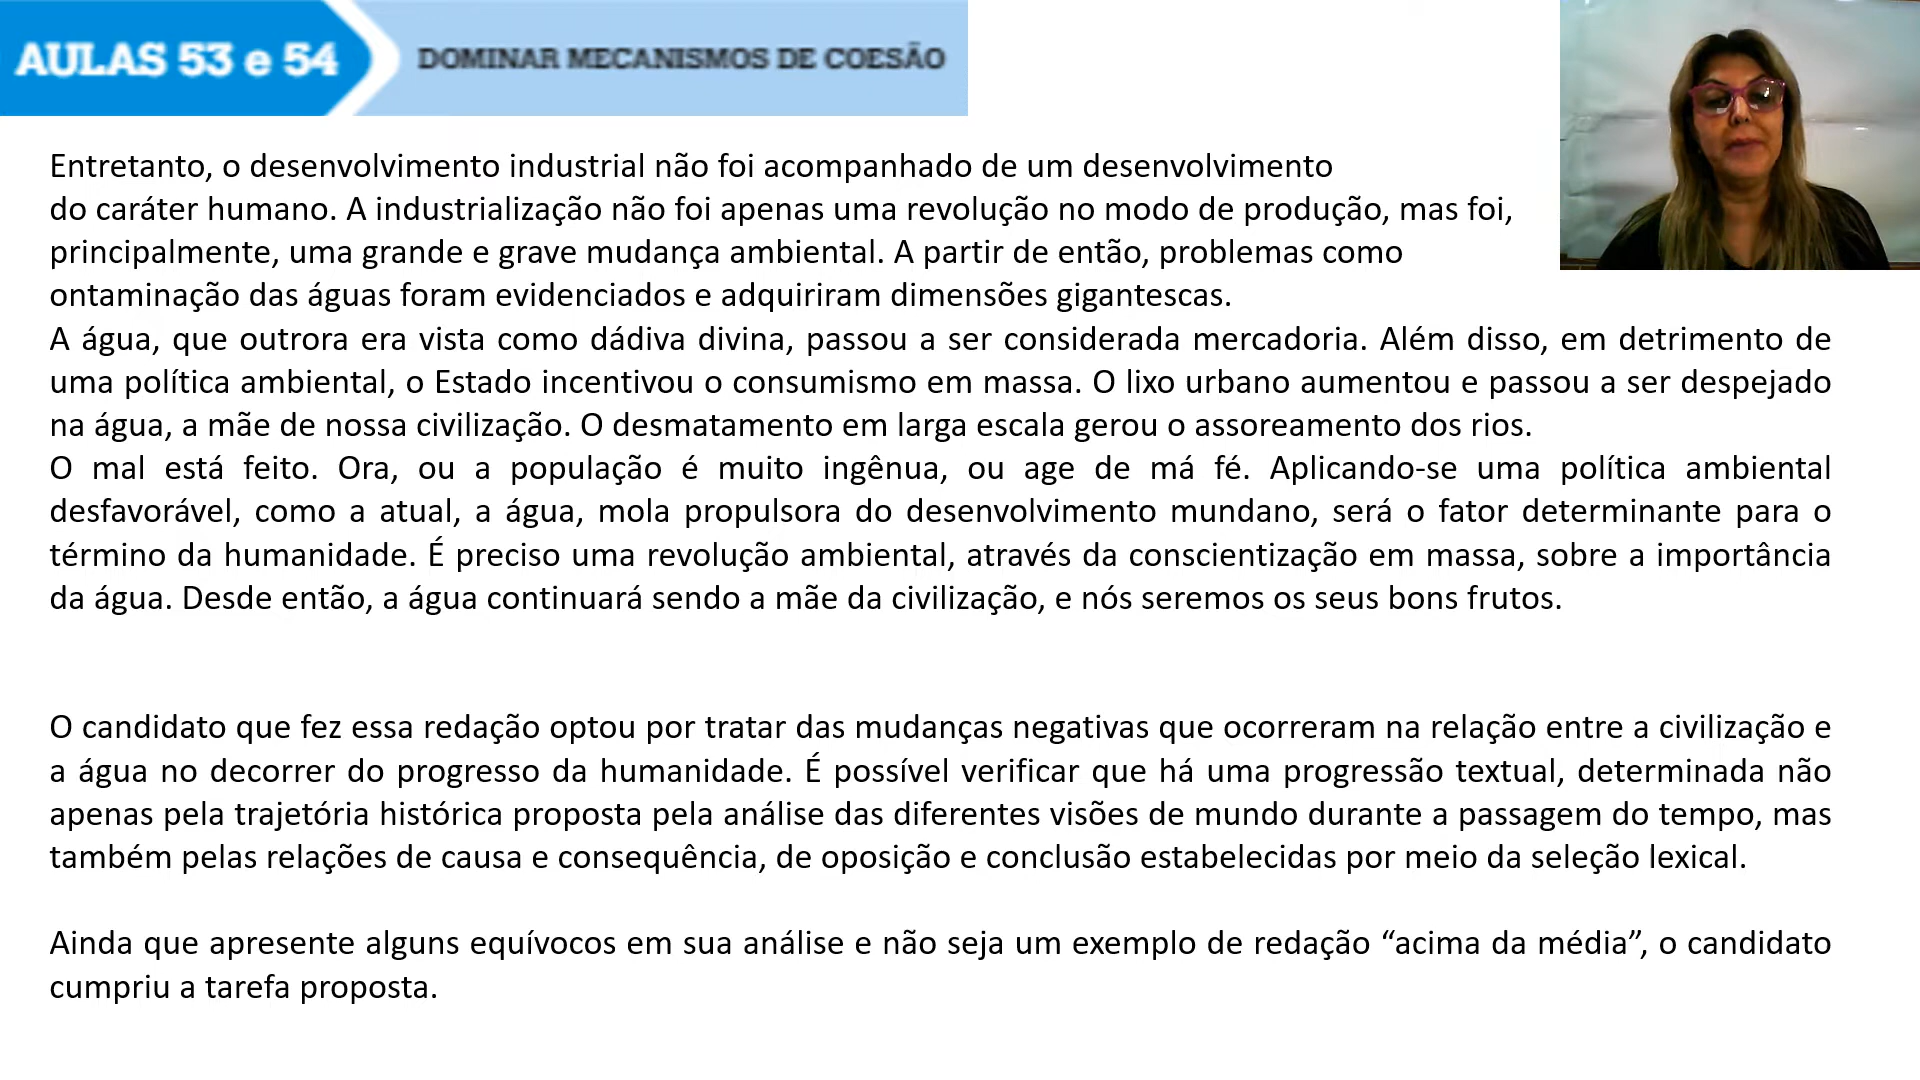 AULAS 53 e 54
DOMINAR MECANISMOS DE COESÃO
Entretanto, o desenvolvimento industrial não foi acompanhado de um desenvolvimento
do caráter humano. A industrialização não foi apenas uma revolução no modo de produção, mas foi,
principalmente, uma grande e grave mudança ambiental. A partir de então, problemas como
ontaminação das águas foram evidenciados e adquiriram dimensões gigantescas.
A água, que outrora era vista como dádiva divina, passou a ser considerada mercadoria. Além disso, em detrimento de
uma política ambiental, o Estado incentivou o consumismo em massa. O lixo urbano aumentou e passou a ser despejado
na água, a mãe de nossa civilização. O desmatamento em larga escala gerou o assoreamento dos rios.
O mal está feito. Ora, ou a população é muito ingênua, ou age de má fé. Aplicando-se uma política ambiental
desfavorável, como a atual, a água, mola propulsora do desenvolvimento mundano, será o fator determinante para o
término da humanidade. É preciso uma revolução ambiental, através da conscientização em massa, sobre a importância
da água. Desde então, a água continuará sendo a mãe da civilização, e nós seremos os seus bons frutos.
O candidato que fez essa redação optou por tratar das mudanças negativas que ocorreram na relação entre a civilização e
a água no decorrer do progresso da humanidade. É possível verificar que há uma progressão textual, determinada não
apenas pela trajetória histórica proposta pela análise das diferentes visões de mundo durante a passagem do tempo, mas
também pelas relações de causa e consequência, de oposição e conclusão estabelecidas por meio da seleção lexical.
Ainda que apresente alguns equívocos em sua análise e não seja um exemplo de redação “acima da média”, o candidato
cumpriu a tarefa proposta.